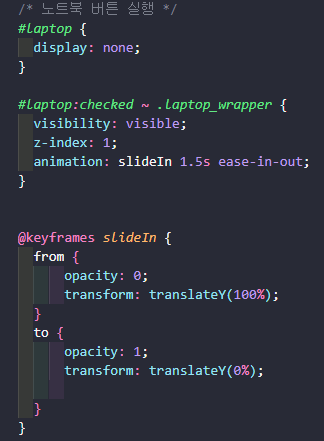 /* 노트북 버튼 실행 */
#laptop {
  display: none;
}

#laptop:checked ~ .laptop_wrapper {
  visibility: visible;
  z-index: 1;
  animation: slideIn 1.5s ease-in-out;
}

@keyframes slideIn {
  from {
      opacity: 0;
      transform: translateY(100%);
  }
  to {
      opacity: 1;
      transform: translateY(0%);

  }
}